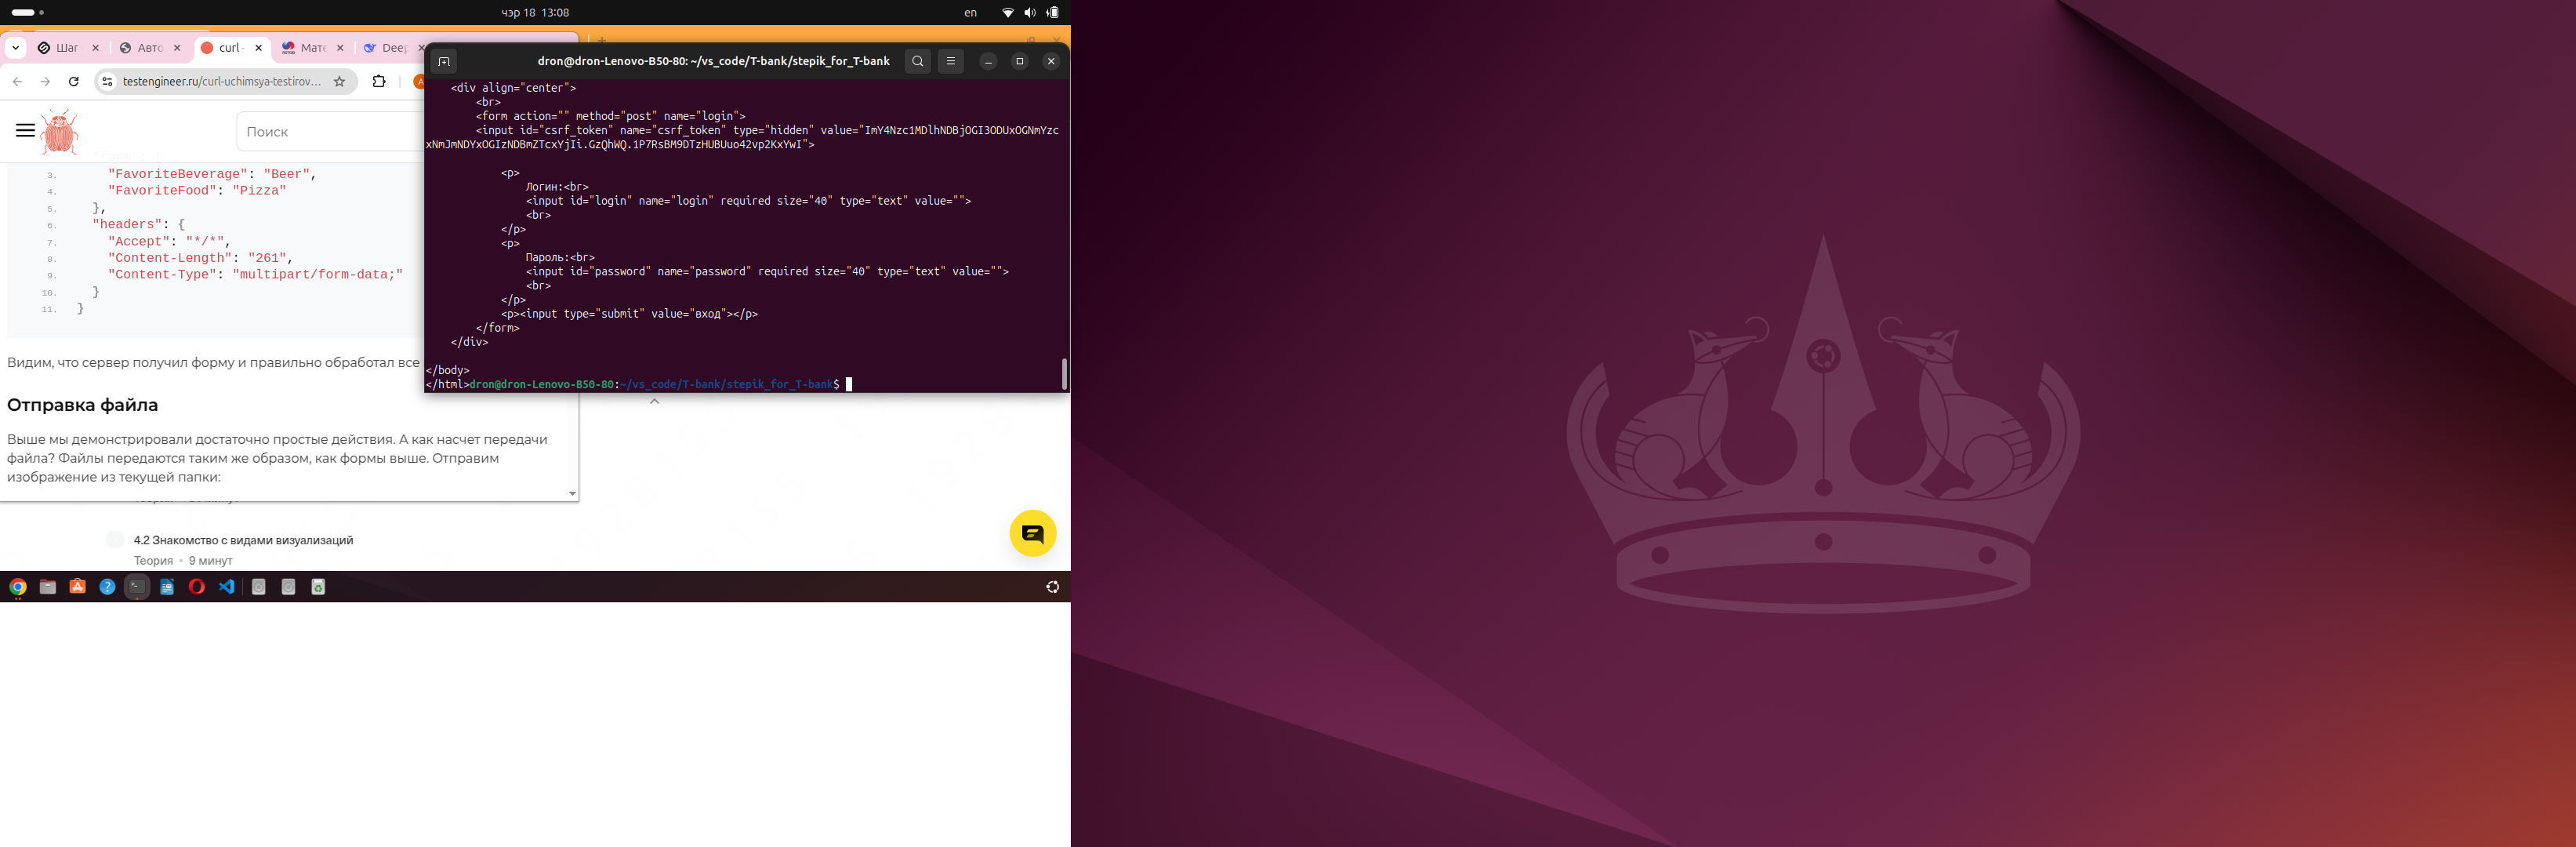 чэр 18 13:08
en
Шаг
Авто
curl -
Мате
Deep
testengineer.ru/curl-uchimsya-testirov…
Поиск
3. "FavoriteBeverage": "Beer",
4. "FavoriteFood": "Pizza"
5. },
6. "headers": {
7. "Accept": "*/*",
8. "Content-Length": "261",
9. "Content-Type": "multipart/form-data;"
10. }
11. }
Видим, что сервер получил форму и правильно обработал все
Отправка файла
Выше мы демонстрировали достаточно простые действия. А как насчет передачи
файла? Файлы передаются таким же образом, как формы выше. Отправим
изображение из текущей папки:
4.2 Знакомство с видами визуализаций
Теория • 9 минут
dron@dron-Lenovo-B50-80: ~/vs_code/T-bank/stepik_for_T-bank
<div align="center">
<br>
<form action="" method="post" name="login">
<input id="csrf_token" name="csrf_token" type="hidden" value="ImY4Nzc1MDlhNDBjOGI3ODUxOGNmYzc
xNmJmNDYxOGIzNDBmZTcxYjIi.GzQhWQ.1P7RsBM9DTzHUBUuo42vp2KxYwI">
<p>
Логин:<br>
<input id="login" name="login" required size="40" type="text" value="">
<br>
</p>
<p>
Пароль:<br>
<input id="password" name="password" required size="40" type="text" value="">
<br>
</p>
<p><input type="submit" value="вход"></p>
</form>
</div>
</body>
</html>dron@dron-Lenovo-B50-80:~/vs_code/T-bank/stepik_for_T-bank$